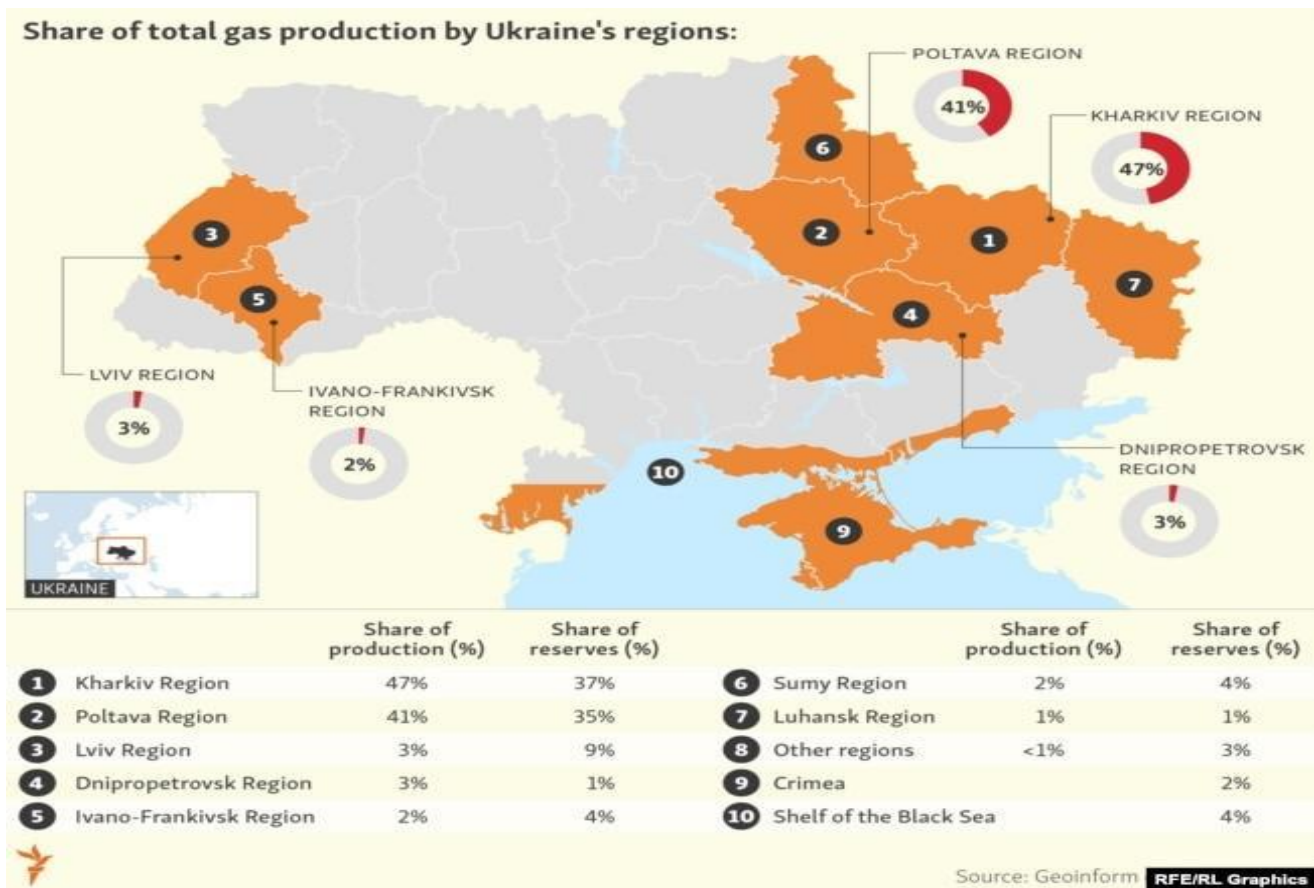 Share of total gas production by Ukraine's regions:
POLTAVA REGION
41%
KHARKIV REGION
47%
6
3
2
1
5
7
4
LVIV REGION
3%
IVANO-FRANKIVSK
REGION
2%
10
DNIPROPETROVSK
REGION
3%
9
UKRAINE
Share of production (%) Share of reserves (%)
1 Kharkiv Region 47% 37%
2 Poltava Region 41% 35%
3 Lviv Region 3% 9%
4 Dnipropetrovsk Region 3% 1%
5 Ivano-Frankivsk Region 2% 4%
Share of production (%) Share of reserves (%)
6 Sumy Region 2% 4%
7 Luhansk Region 1% 1%
8 Other regions <1% 3%
9 Crimea 2%
10 Shelf of the Black Sea 4%
Source: Geoinform RFE/RL Graphics